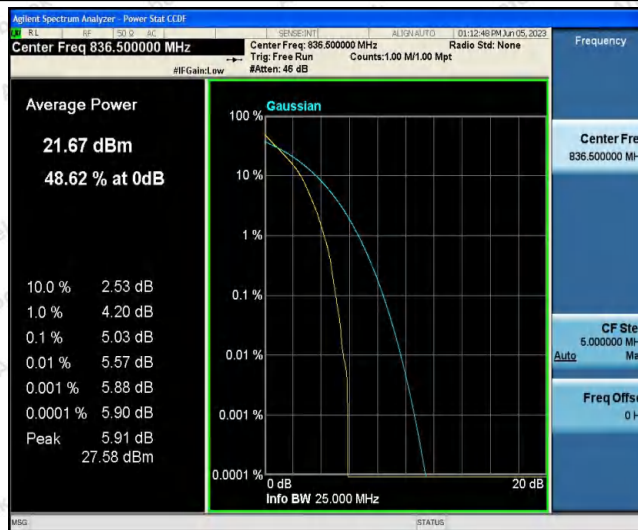 Agilent Spectrum Analyzer - Power Stat CCDF
RL RF 50 Ω AC SENSE:INT ALIGN AUTO 01:12:48 PM Jun 05, 2023
Center Freq 836.500000 MHz
Center Freq: 836.500000 MHz Radio Std: None
Trig: Free Run Counts:1.00 M/1.00 Mpt
#IFGain:Low #Atten: 46 dB
Frequency
Average Power
21.67 dBm
48.62 % at 0dB
10.0 % 2.53 dB
1.0 % 4.20 dB
0.1 % 5.03 dB
0.01 % 5.57 dB
0.001 % 5.88 dB
0.0001 % 5.90 dB
Peak 5.91 dB
27.58 dBm
Gaussian
100 %
10 %
1 %
0.1 %
0.01 %
0.001 %
0.0001 %
0 dB 20 dB
Info BW 25.000 MHz
Center Fre
836.500000 MH
CF Ste
5.000000 MH
Auto Ma
Freq Offse
0 H
MSG STATUS